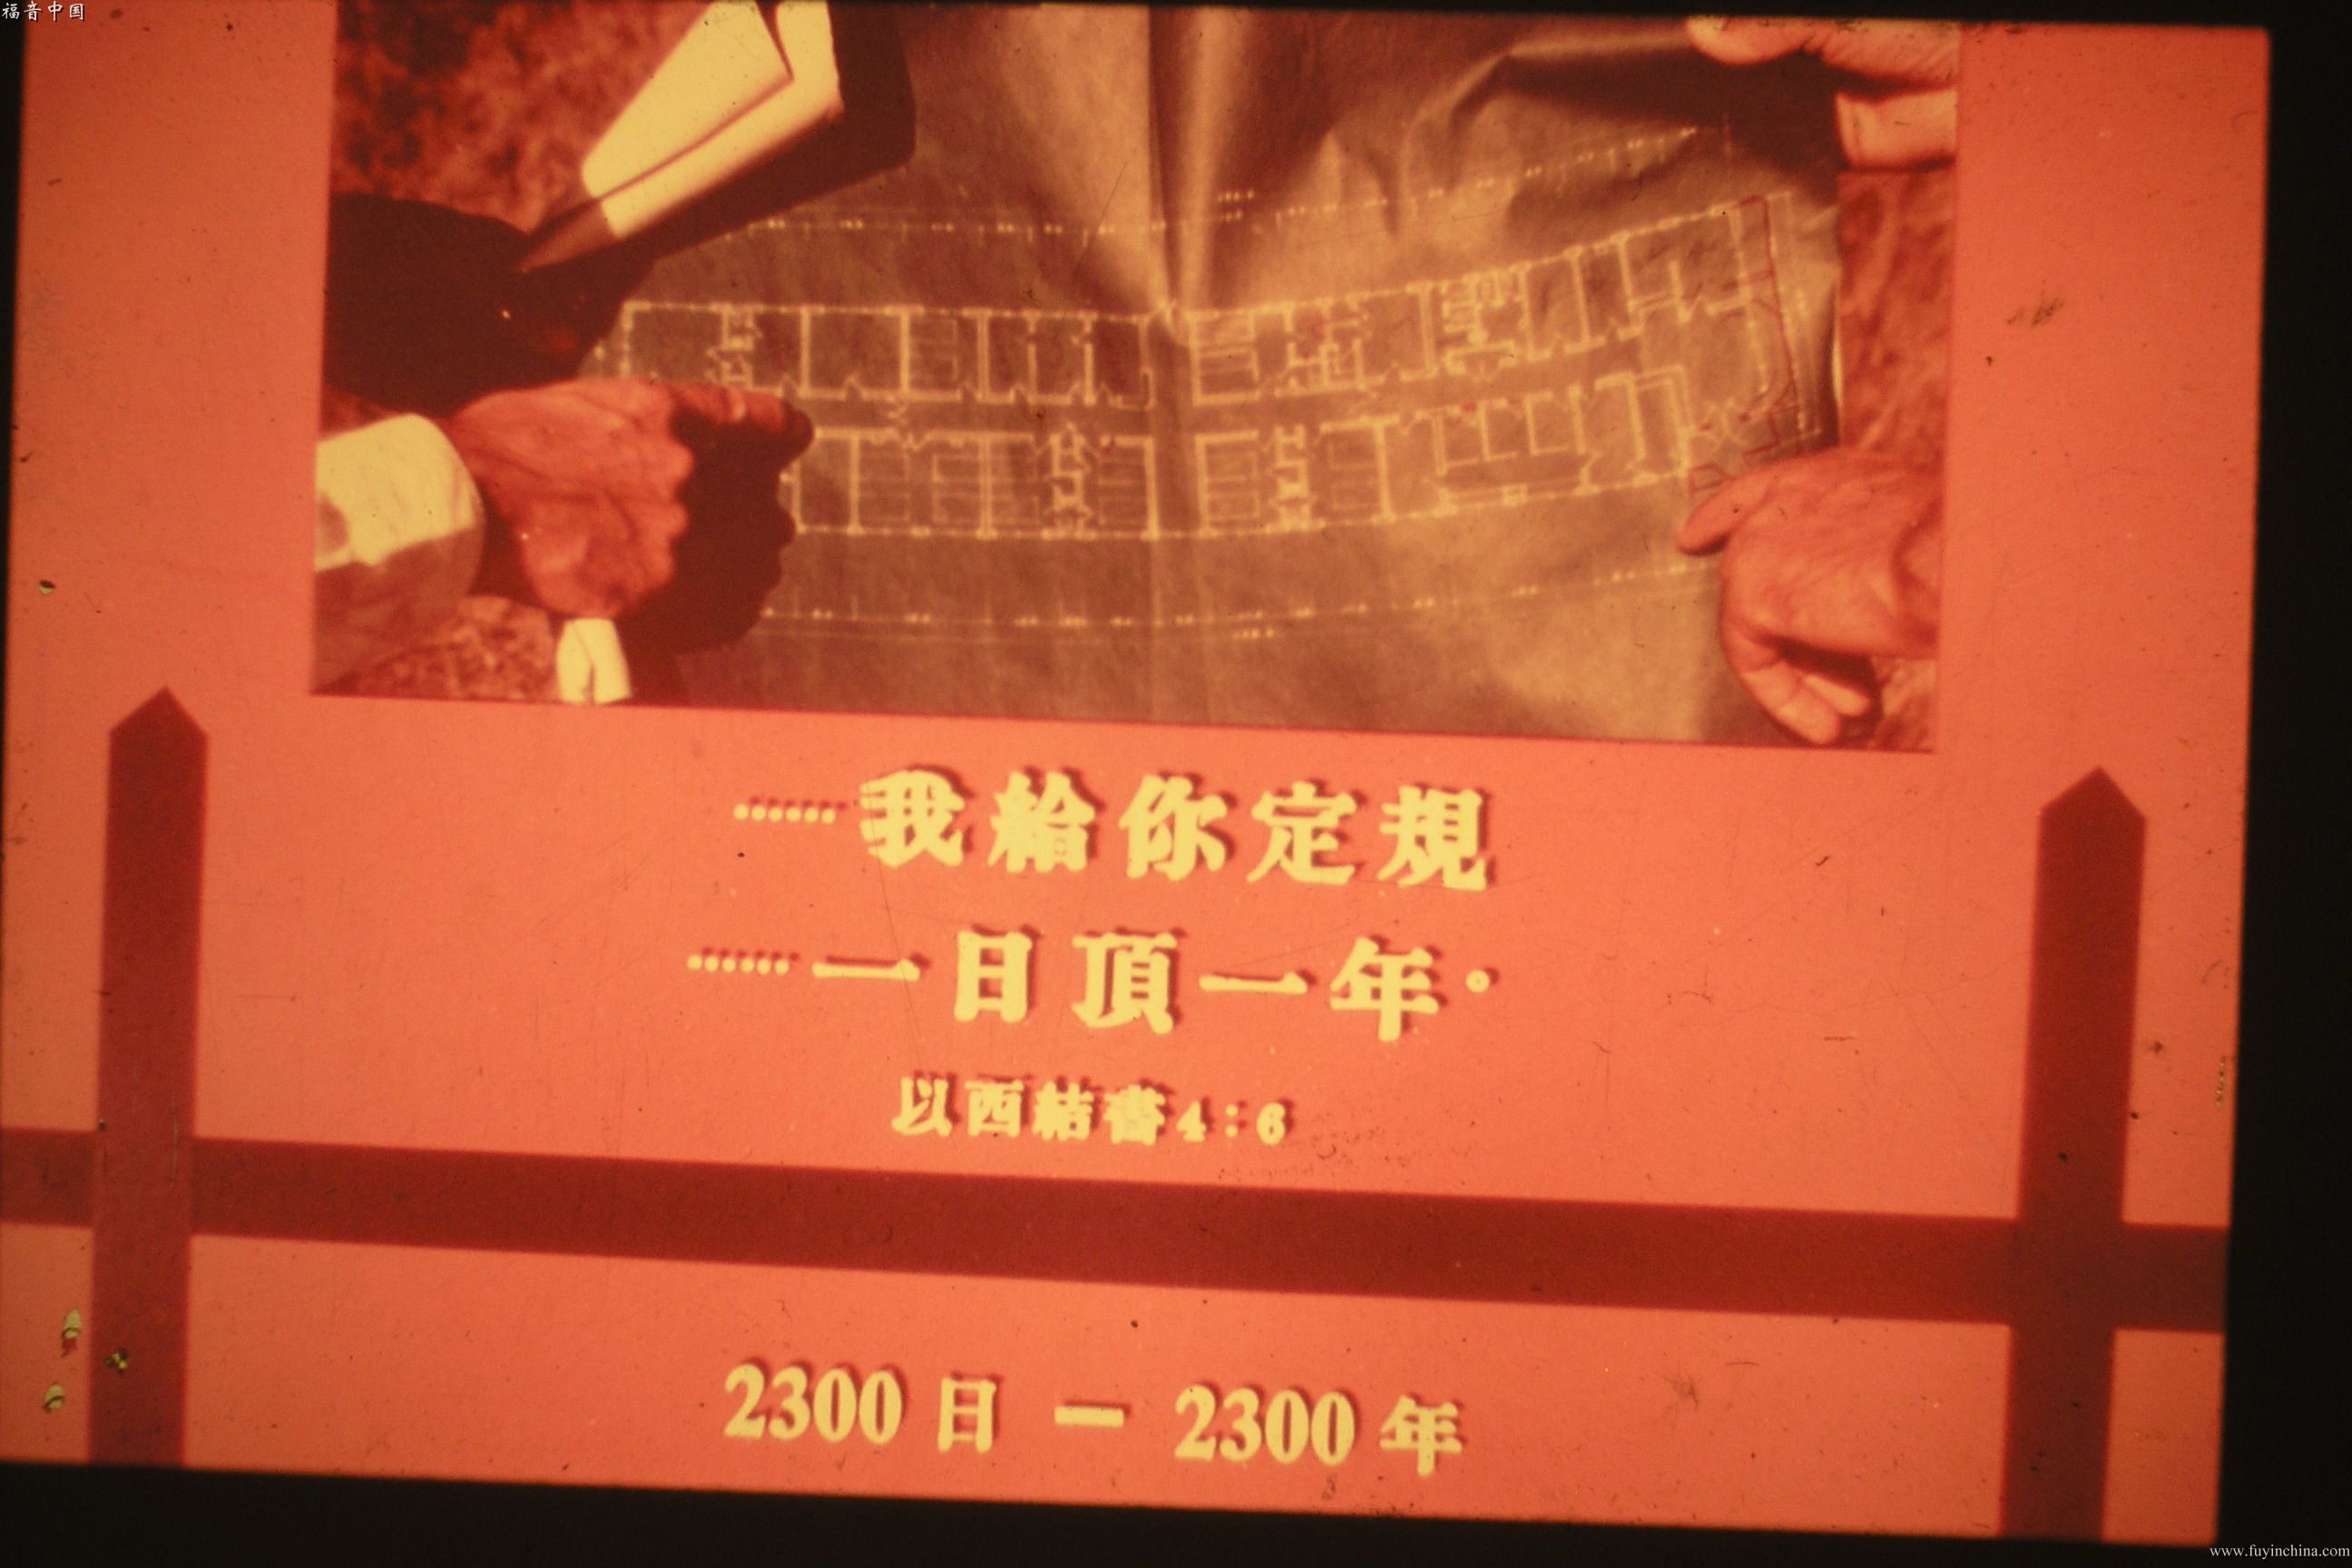 福音中国
……我給你定規
……一日頂一年·
以西結書4：6
2300日－2300年
www.fuyinchina.com